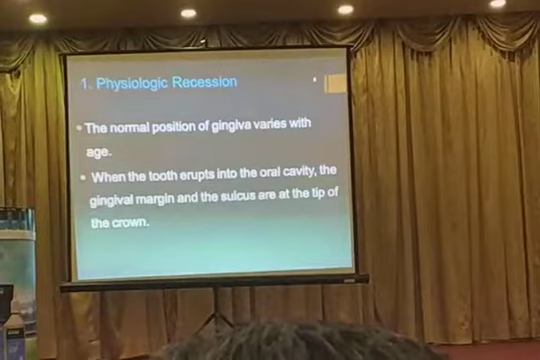 1. Physiologic Recession
• The normal position of gingiva varies with
age.
• When the tooth erupts into the oral cavity, the
gingival margin and the sulcus are at the tip of
the crown.